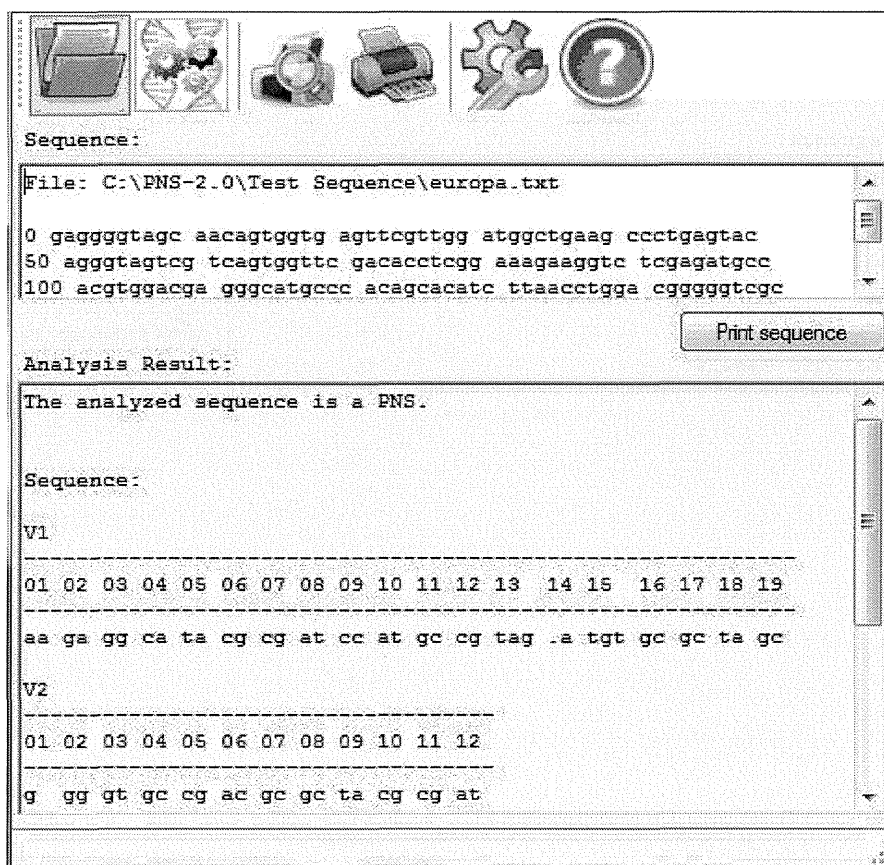 Sequence:
File: C:\PNS-2.0\Test Sequence\europa.txt
0 gaggggtagc aacagtggtg agttcgttgg atggctgaag ccctgagtac
50 agggtagtcg tcagtggttc gacacctcgg aaagaaggtc tcgagatgcc
100 acgtggacga gggcatgccc acagcacatc ttaacctgga cgggggtcgc
Print sequence
Analysis Result:
The analyzed sequence is a PNS.
Sequence:
V1
01 02 03 04 05 06 07 08 09 10 11 12 13 14 15 16 17 18 19
aa ga gg ca ta cg cg at cc at gc cg tag .a tgt gc gc ta gc
V2
01 02 03 04 05 06 07 08 09 10 11 12
g gg gt gc cg ac gc gc ta cg cg at